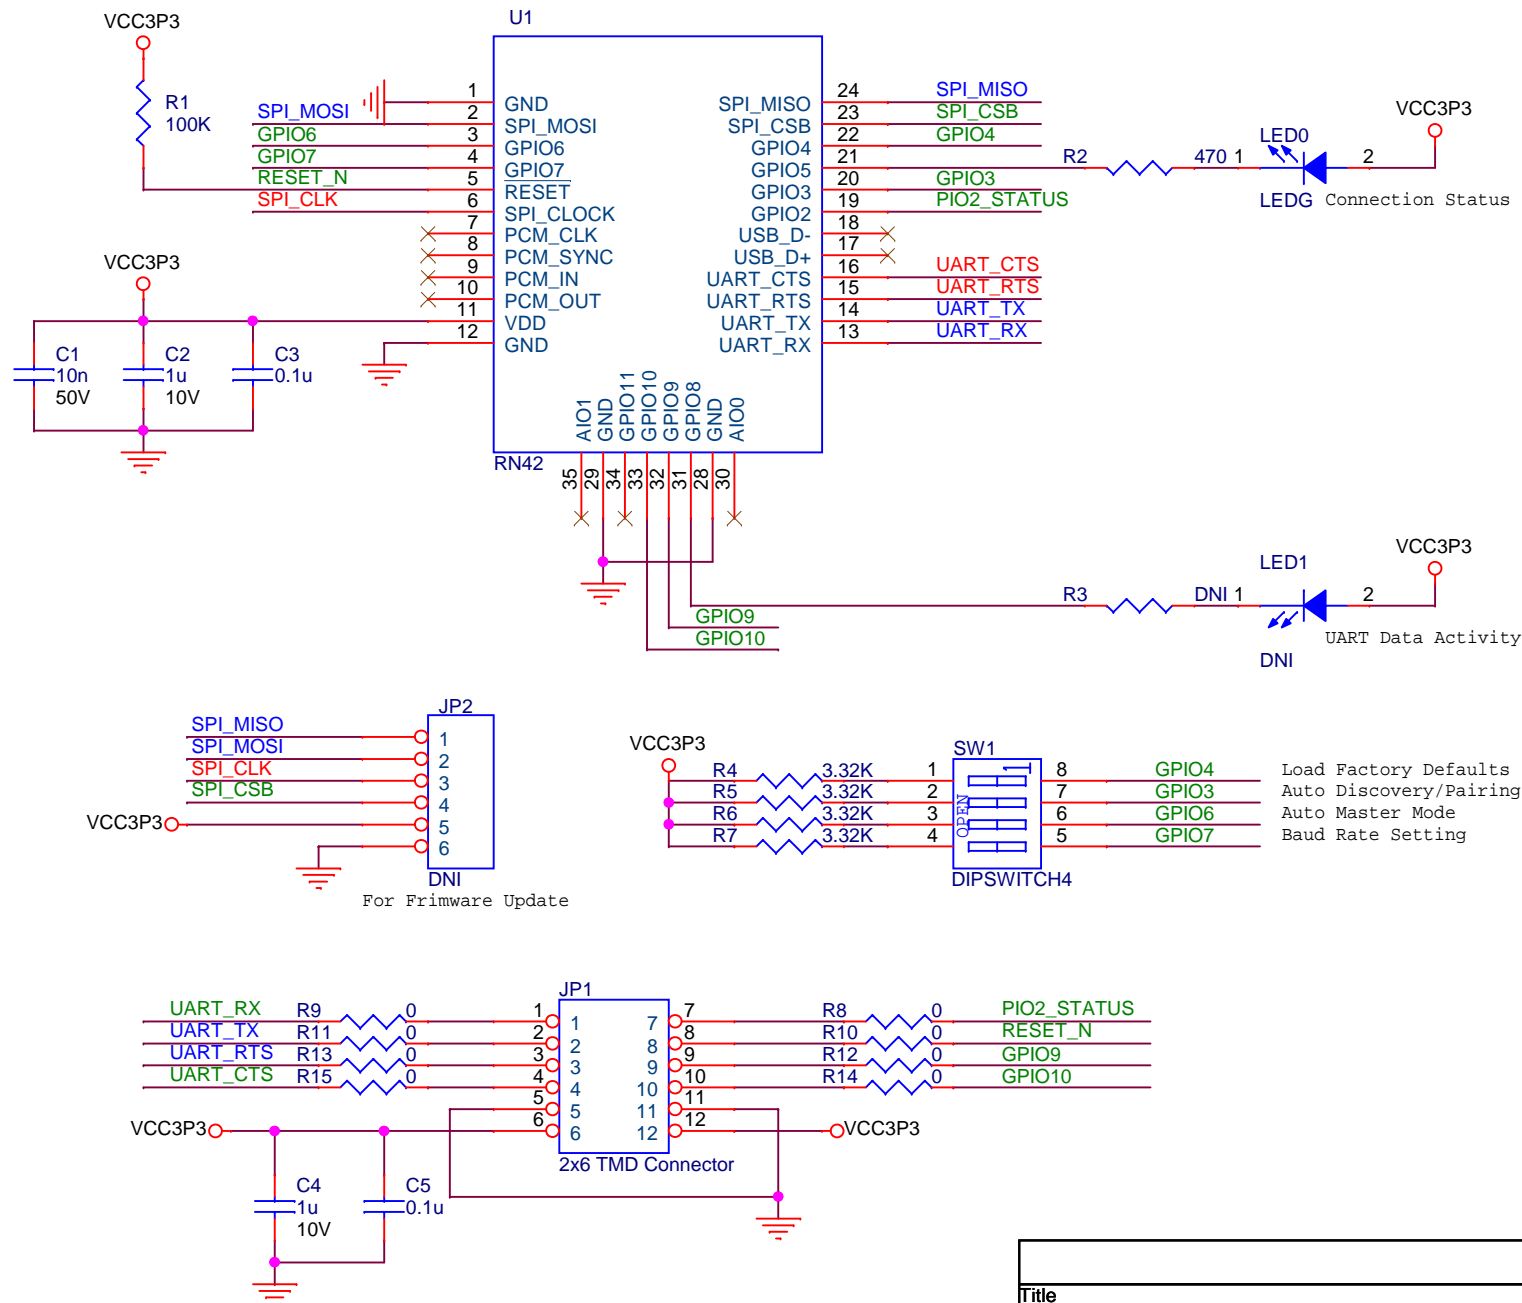 VCC3P3
R1
100K
U1
SPI_MOSI
GPIO6
GPIO7
RESET_N
SPI_CLK
1
2
3
4
5
6
7
8
9
10
11
12
GND
SPI_MOSI
GPIO6
GPIO7
RESET
SPI_CLOCK
PCM_CLK
PCM_SYNC
PCM_IN
PCM_OUT
VDD
GND
SPI_MISO
SPI_CSB
GPIO4
GPIO5
GPIO3
GPIO2
USB_D-
USB_D+
UART_CTS
UART_RTS
UART_TX
UART_RX
24
23
22
21
20
19
18
17
16
15
14
13
SPI_MISO
SPI_CSB
GPIO4
GPIO3
PIO2_STATUS
UART_CTS
UART_RTS
UART_TX
UART_RX
R2
470
1
LED0
LEDG
2
VCC3P3
Connection Status
VCC3P3
C1
10n
50V
C2
1u
10V
C3
0.1u
AIO1
GND
GPIO11
GPIO10
GPIO9
GPIO8
GND
AIO0
RN42
35
29
34
33
32
31
28
30
GPIO9
GPIO10
R3
DNI
1
LED1
DNI
2
VCC3P3
UART Data Activity
JP2
SPI_MISO
SPI_MOSI
SPI_CLK
SPI_CSB
VCC3P3
1
2
3
4
5
6
DNI
For Frimware Update
VCC3P3
R4 3.32K 1
R5 3.32K 2
R6 3.32K 3
R7 3.32K 4
SW1
OPEN
1
DIPSWITCH4
8 GPIO4 Load Factory Defaults
7 GPIO3 Auto Discovery/Pairing
6 GPIO6 Auto Master Mode
5 GPIO7 Baud Rate Setting
JP1
UART_RX R9 0 1 1
UART_TX R11 0 2 2
UART_RTS R13 0 3 3
UART_CTS R15 0 4 4
5 5
VCC3P3 6 6
7 7 R8 0 PIO2_STATUS
8 8 R10 0 RESET_N
9 9 R12 0 GPIO9
10 10 R14 0 GPIO10
11 11
12 12 VCC3P3
2x6 TMD Connector
C4
1u
10V
C5
0.1u
Title